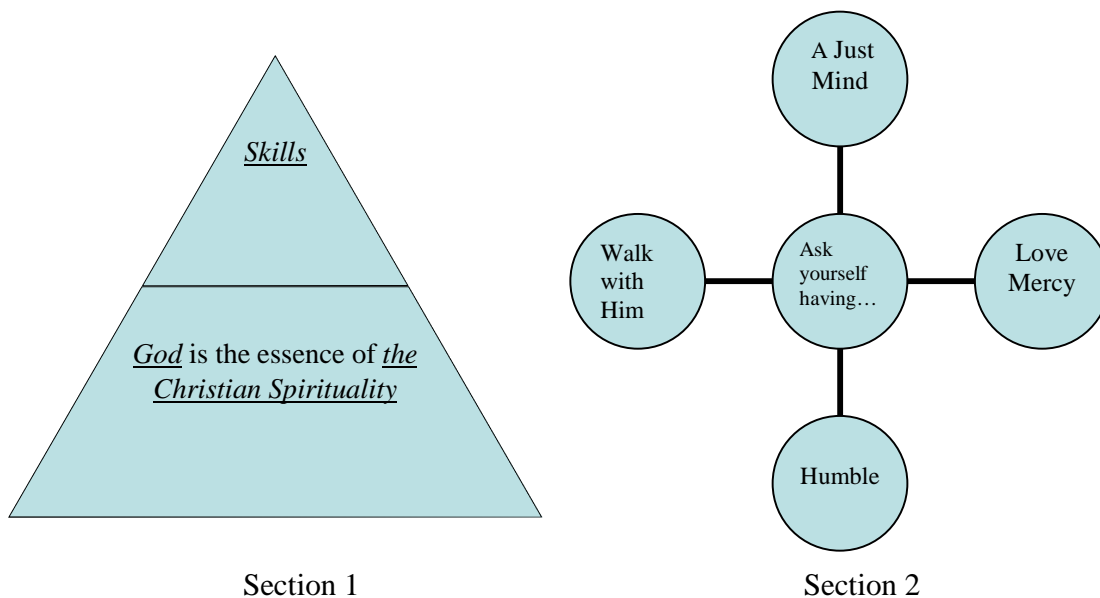 Skills
God is the essence of the
Christian Spirituality
Section 1
A Just
Mind
Walk
with
Him
Ask
yourself
having…
Love
Mercy
Humble
Section 2